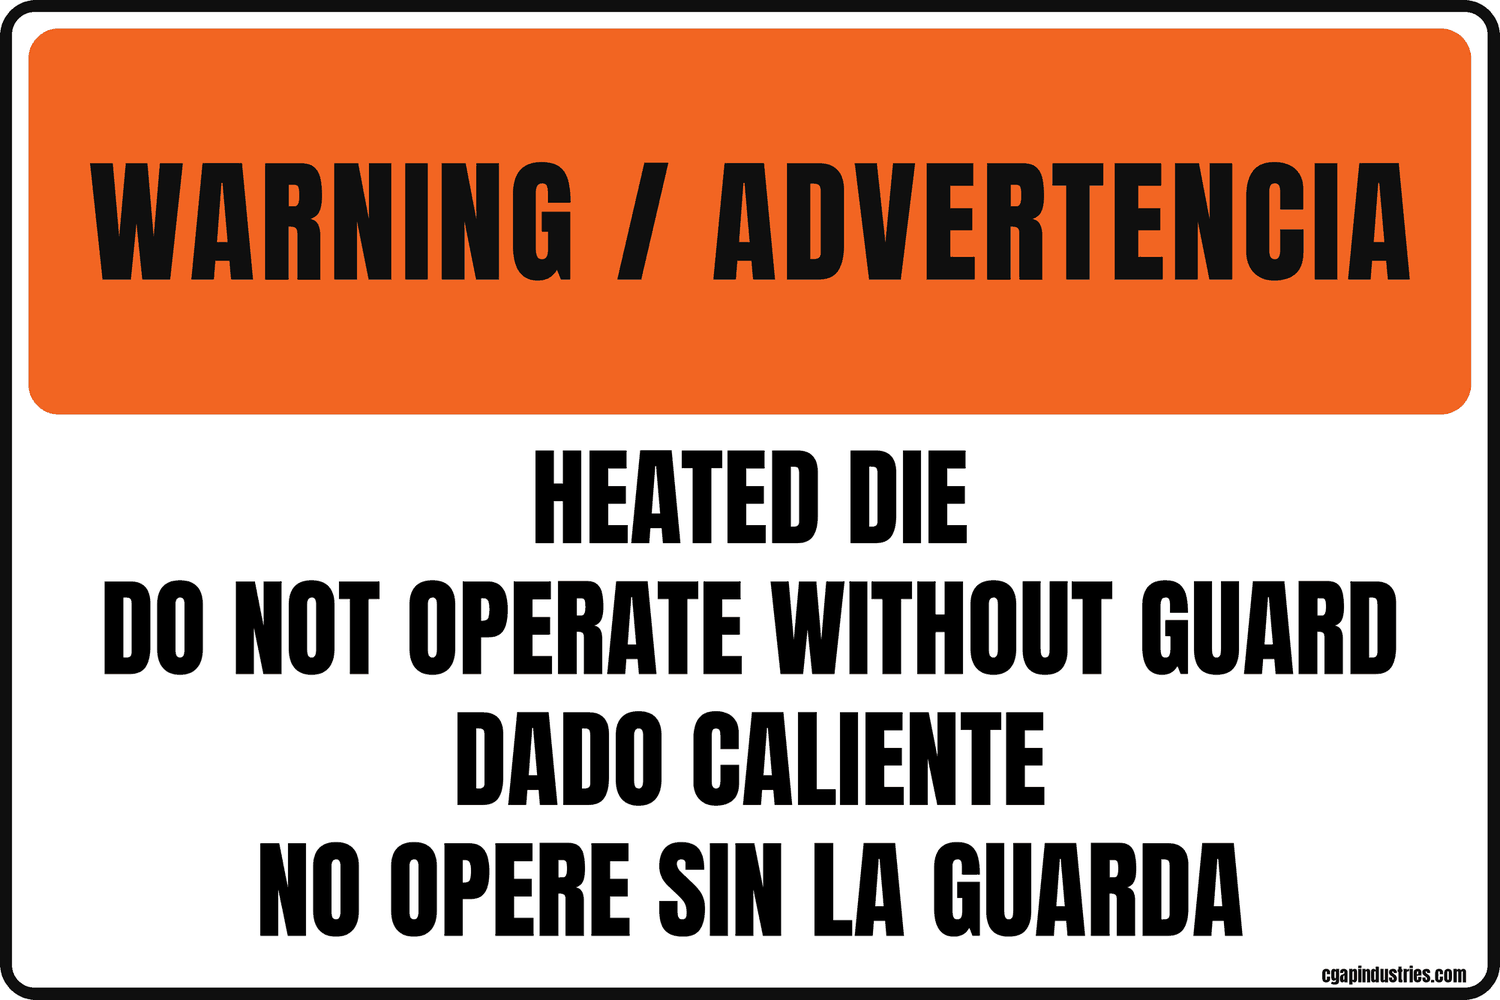 WARNING / ADVERTENCIA
HEATED DIE
DO NOT OPERATE WITHOUT GUARD
DADO CALIENTE
NO OPERE SIN LA GUARDA
cgapindustries.com